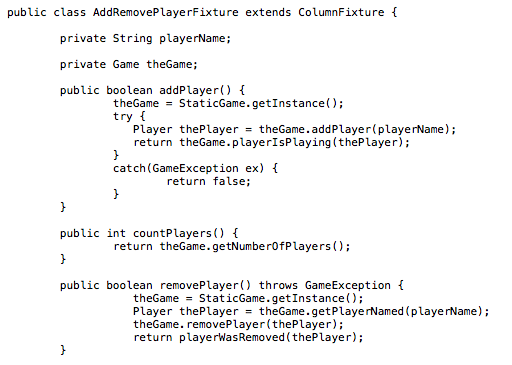 public class AddRemovePlayerFixture extends ColumnFixture {
private String playerName;
private Game theGame;
public boolean addPlayer() {
theGame = StaticGame.getInstance();
try {
Player thePlayer = theGame.addPlayer(playerName);
return theGame.playerIsPlaying(thePlayer);
}
catch(GameException ex) {
return false;
}
}
public int countPlayers() {
return theGame.getNumberOfPlayers();
}
public boolean removePlayer() throws GameException {
theGame = StaticGame.getInstance();
Player thePlayer = theGame.getPlayerNamed(playerName);
theGame.removePlayer(thePlayer);
return playerWasRemoved(thePlayer);
}